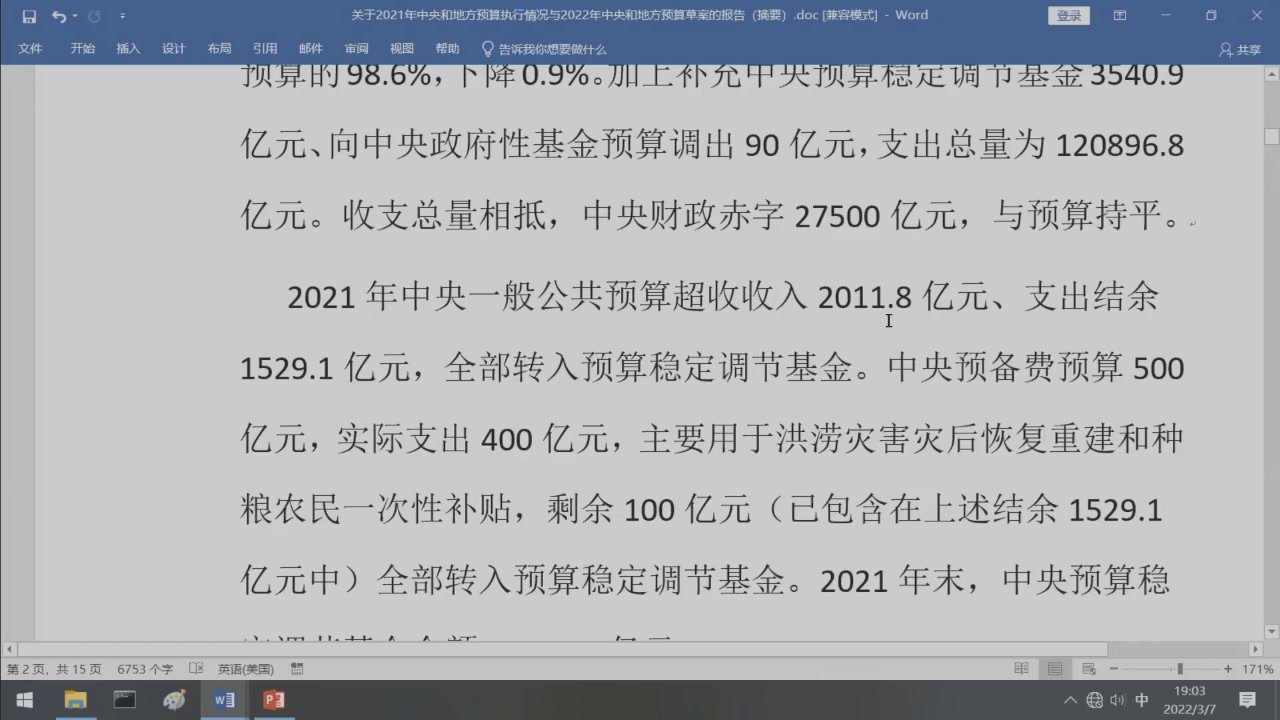 关于2021年中央和地方预算执行情况与2022年中央和地方预算草案的报告（摘要）.doc [兼容模式] - Word
登录
文件 开始 插入 设计 布局 引用 邮件 审阅 视图 帮助 告诉我你想要做什么 共享
预算的98.6%，下降0.9%。加上补充中央预算稳定调节基金3540.9
亿元、向中央政府性基金预算调出 90 亿元，支出总量为 120896.8
亿元。收支总量相抵，中央财政赤字 27500 亿元，与预算持平。
2021 年中央一般公共预算超收收入 2011.8 亿元、支出结余
1529.1 亿元，全部转入预算稳定调节基金。中央预备费预算 500
亿元，实际支出 400 亿元，主要用于洪涝灾害灾后恢复重建和种
粮农民一次性补贴，剩余 100 亿元（已包含在上述结余 1529.1
亿元中）全部转入预算稳定调节基金。2021 年末，中央预算稳
第 2 页，共 15 页 6753 个字 英语(美国) 171%
中
19:03
2022/3/7